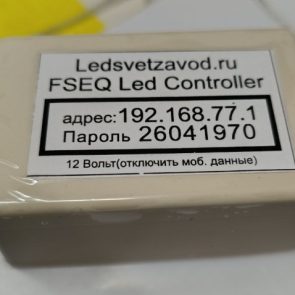 Ledsvetzavod.ru
FSEQ Led Controller
адрес:192.168.77.1
Пароль 26041970
12 Вольт(отключить моб. данные)